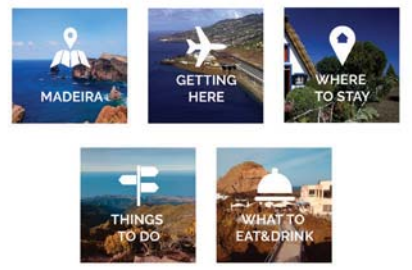 MADEIRA
GETTING
HERE
WHERE
TO STAY
THINGS
TO DO
WHAT TO
EAT&DRINK